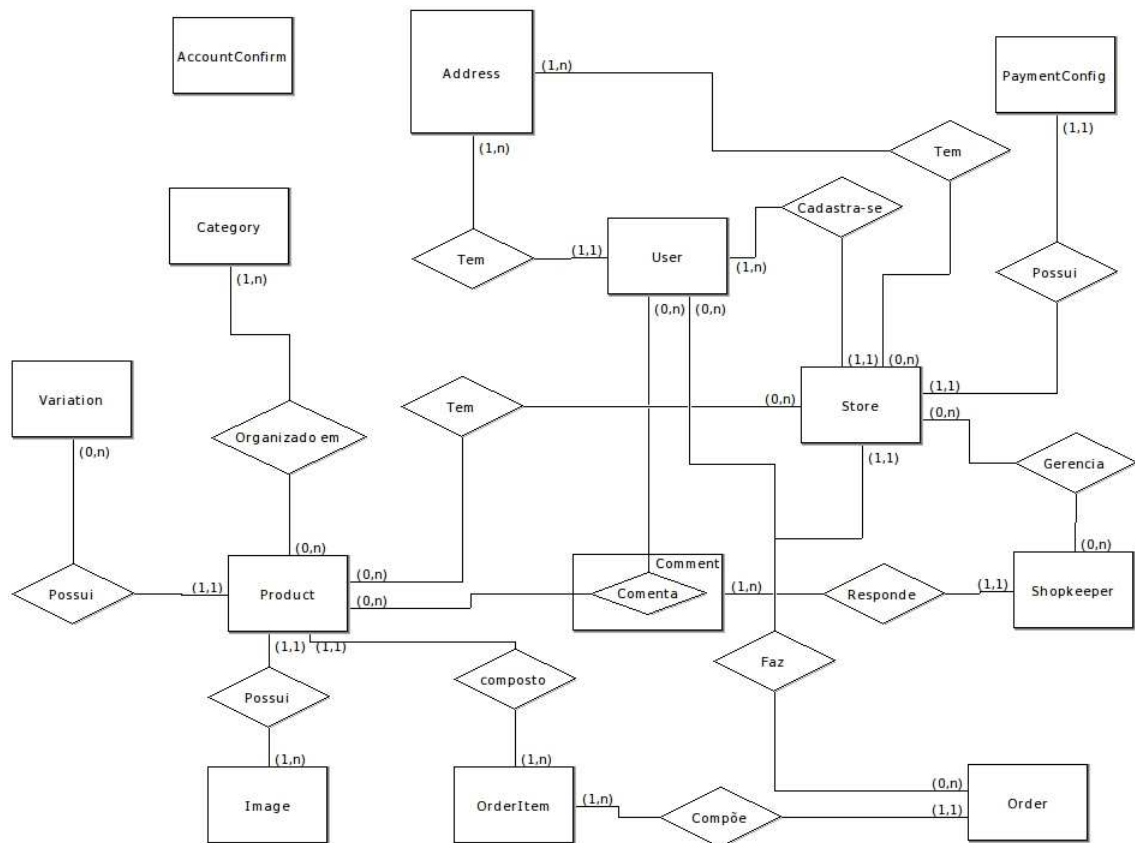 AccountConfirm
Address
(1,n)
PaymentConfig
(1,1)
(1,n)
Tem
Category
(1,n)
Cadastra-se
Tem
(1,1)
User
(1,n)
Possui
(0,n)
(0,n)
Variation
(0,n)
(1,1)
(0,n)
Tem
(0,n)
Store
(1,1)
(0,n)
Organizado em
(1,1)
Gerencia
(0,n)
(0,n)
(0,n)
Possui
(1,1)
Product
(0,n)
Comment
Comenta
(1,n)
Responde
(1,1)
Shopkeeper
(1,1)
(1,1)
Possui
composto
Faz
(1,n)
(1,n)
Image
OrderItem
(1,n)
Compõe
(0,n)
(1,1)
Order